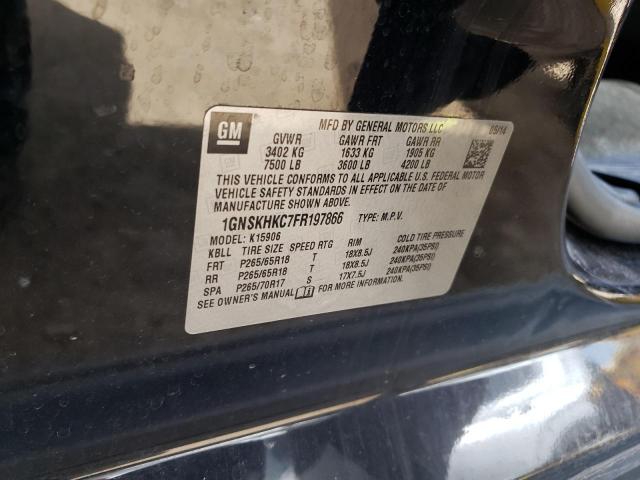 GM
MFD BY GENERAL MOTORS LLC 05/14
GVWR GAWR FRT GAWR RR
3402 KG 1633 KG 1905 KG
7500 LB 3600 LB 4200 LB
THIS VEHICLE CONFORMS TO ALL APPLICABLE U.S. FEDERAL MOTOR
VEHICLE SAFETY STANDARDS IN EFFECT ON THE DATE OF
MANUFACTURE SHOWN ABOVE.
1GNSKHKC7FR197866 TYPE: M.P.V.
MODEL: K15906
KBLL TIRE SIZE SPEED RTG RIM COLD TIRE PRESSURE
FRT P265/65R18 T 18X8.5J 240KPA(35PSI)
RR P265/65R18 T 18X8.5J 240KPA(35PSI)
SPA P265/70R17 S 17X7.5J 240KPA(35PSI)
SEE OWNER'S MANUAL FOR MORE INFORMATION.